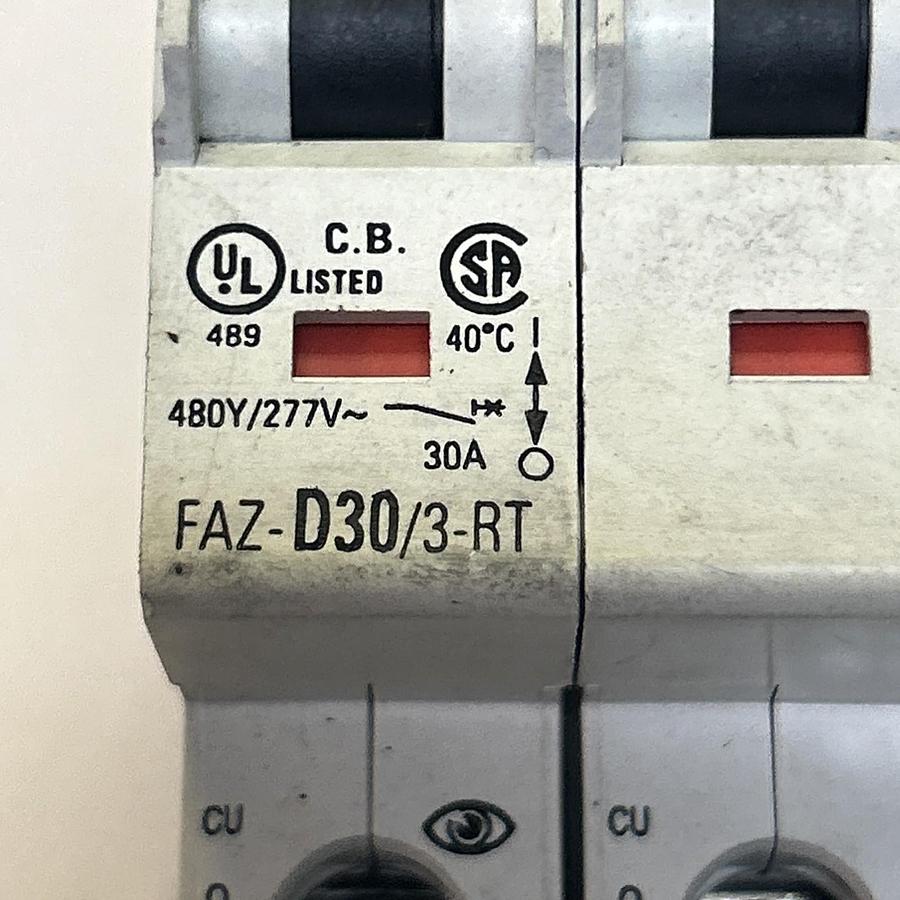 UL
C.B.
LISTED
SA
489
40°C I
480Y/277V~
30A
FAZ-D30/3-RT
CU
CU